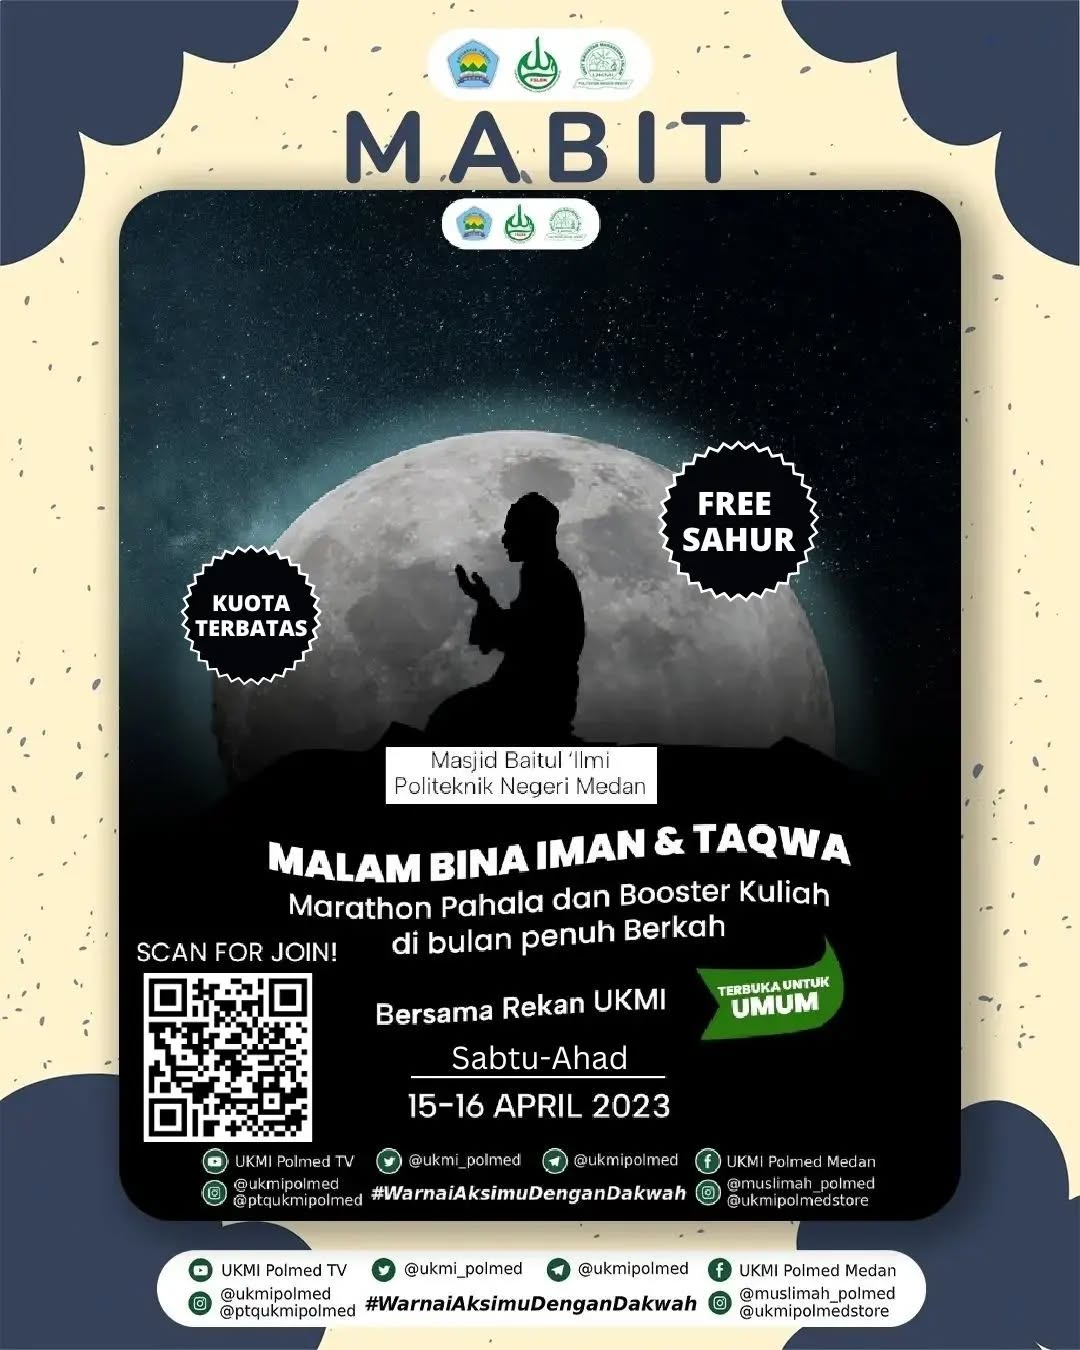 MABIT
FREE
SAHUR
KUOTA
TERBATAS
Masjid Baitul 'Ilmi
Politeknik Negeri Medan
MALAM BINA IMAN & TAQWA
Marathon Pahala dan Booster Kuliah
di bulan penuh Berkah
SCAN FOR JOIN!
Bersama Rekan UKMI
TERBUKA UNTUK
UMUM
Sabtu-Ahad
15-16 APRIL 2023
UKMI Polmed TV @ukmi_polmed @ukmipolmed UKMI Polmed Medan
@ukmipolmed
@ptqukmipolmed
#WarnaiAksimuDenganDakwah
@muslimah_polmed
@ukmipolmedstore
UKMI Polmed TV @ukmi_polmed @ukmipolmed UKMI Polmed Medan
@ukmipolmed
@ptqukmipolmed
#WarnaiAksimuDenganDakwah
@muslimah_polmed
@ukmipolmedstore